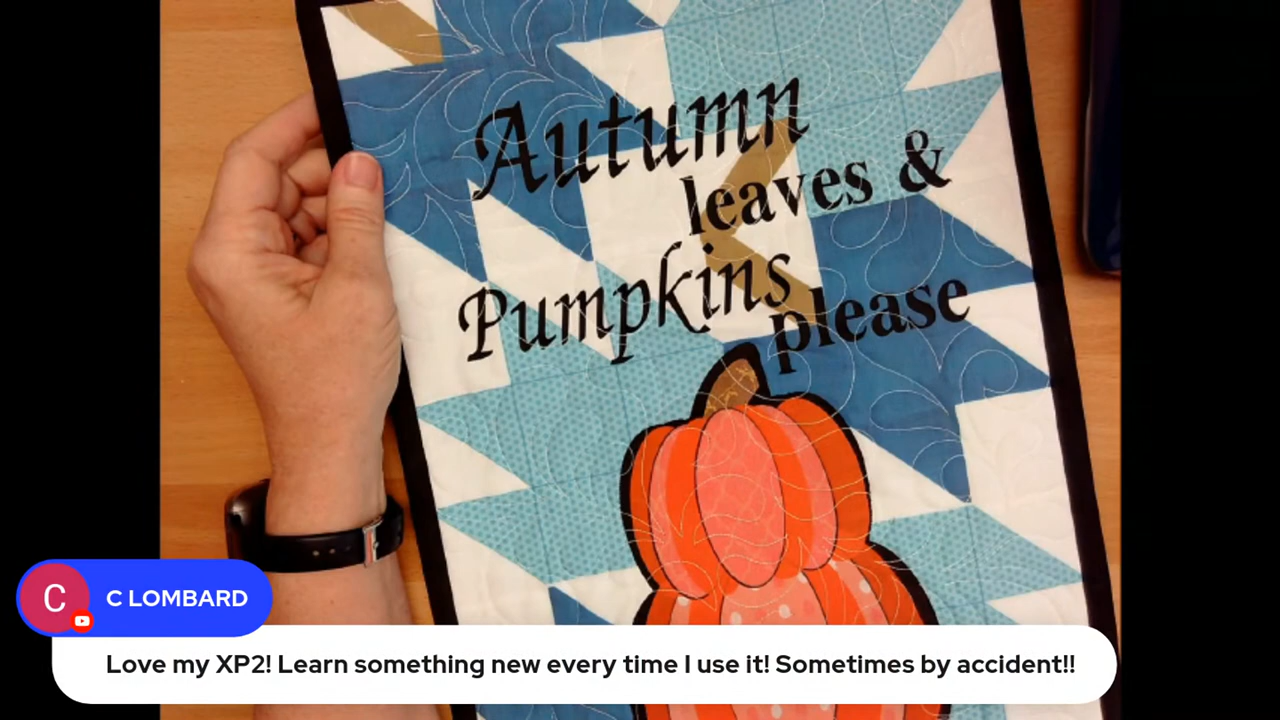 Autumn
leaves &
Pumpkins
please
C
C LOMBARD
Love my XP2! Learn something new every time I use it! Sometimes by accident!!